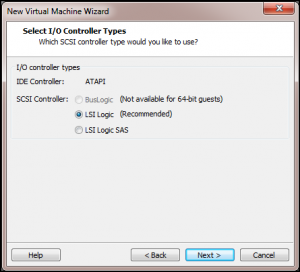 New Virtual Machine Wizard
Select I/O Controller Types
Which SCSI controller type would you like to use?
I/O controller types
IDE Controller: ATAPI
SCSI Controller: BusLogic (Not available for 64-bit guests)
LSI Logic (Recommended)
LSI Logic SAS
Help < Back Next > Cancel